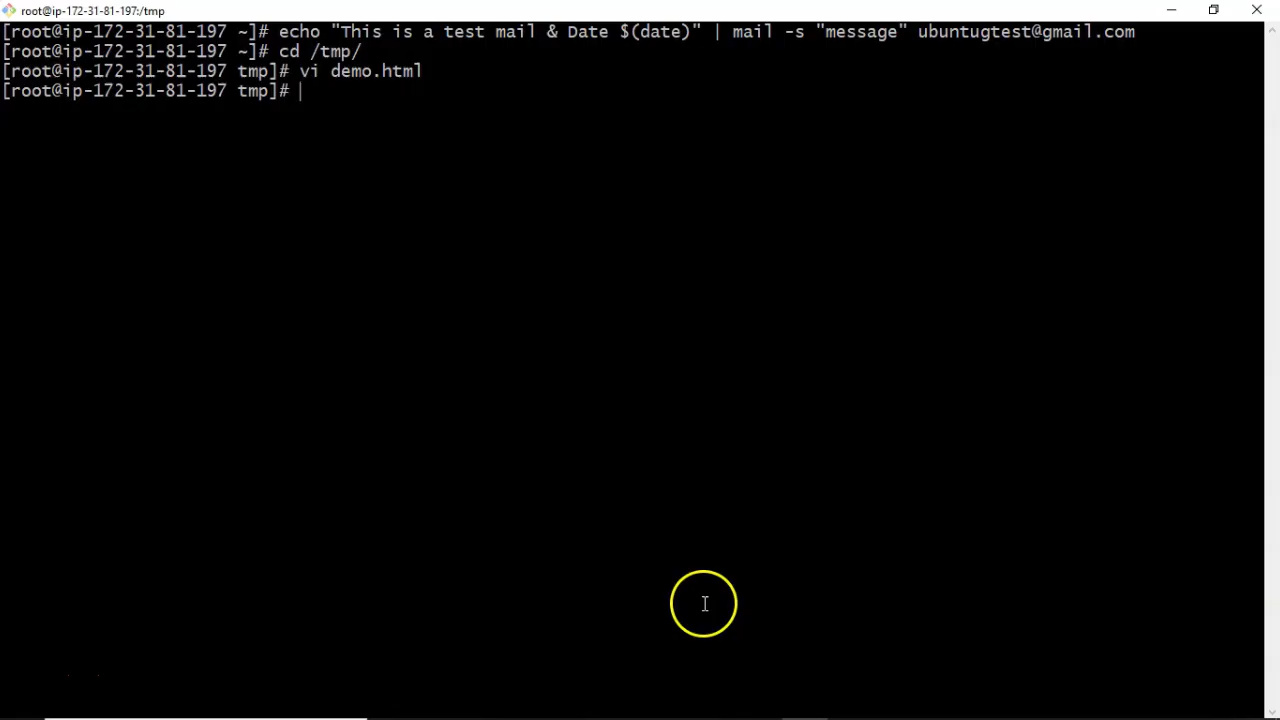 root@ip-172-31-81-197:/tmp
[root@ip-172-31-81-197 ~]# echo "This is a test mail & Date $(date)" | mail -s "message" ubuntugtest@gmail.com
[root@ip-172-31-81-197 ~]# cd /tmp/
[root@ip-172-31-81-197 tmp]# vi demo.html
[root@ip-172-31-81-197 tmp]#